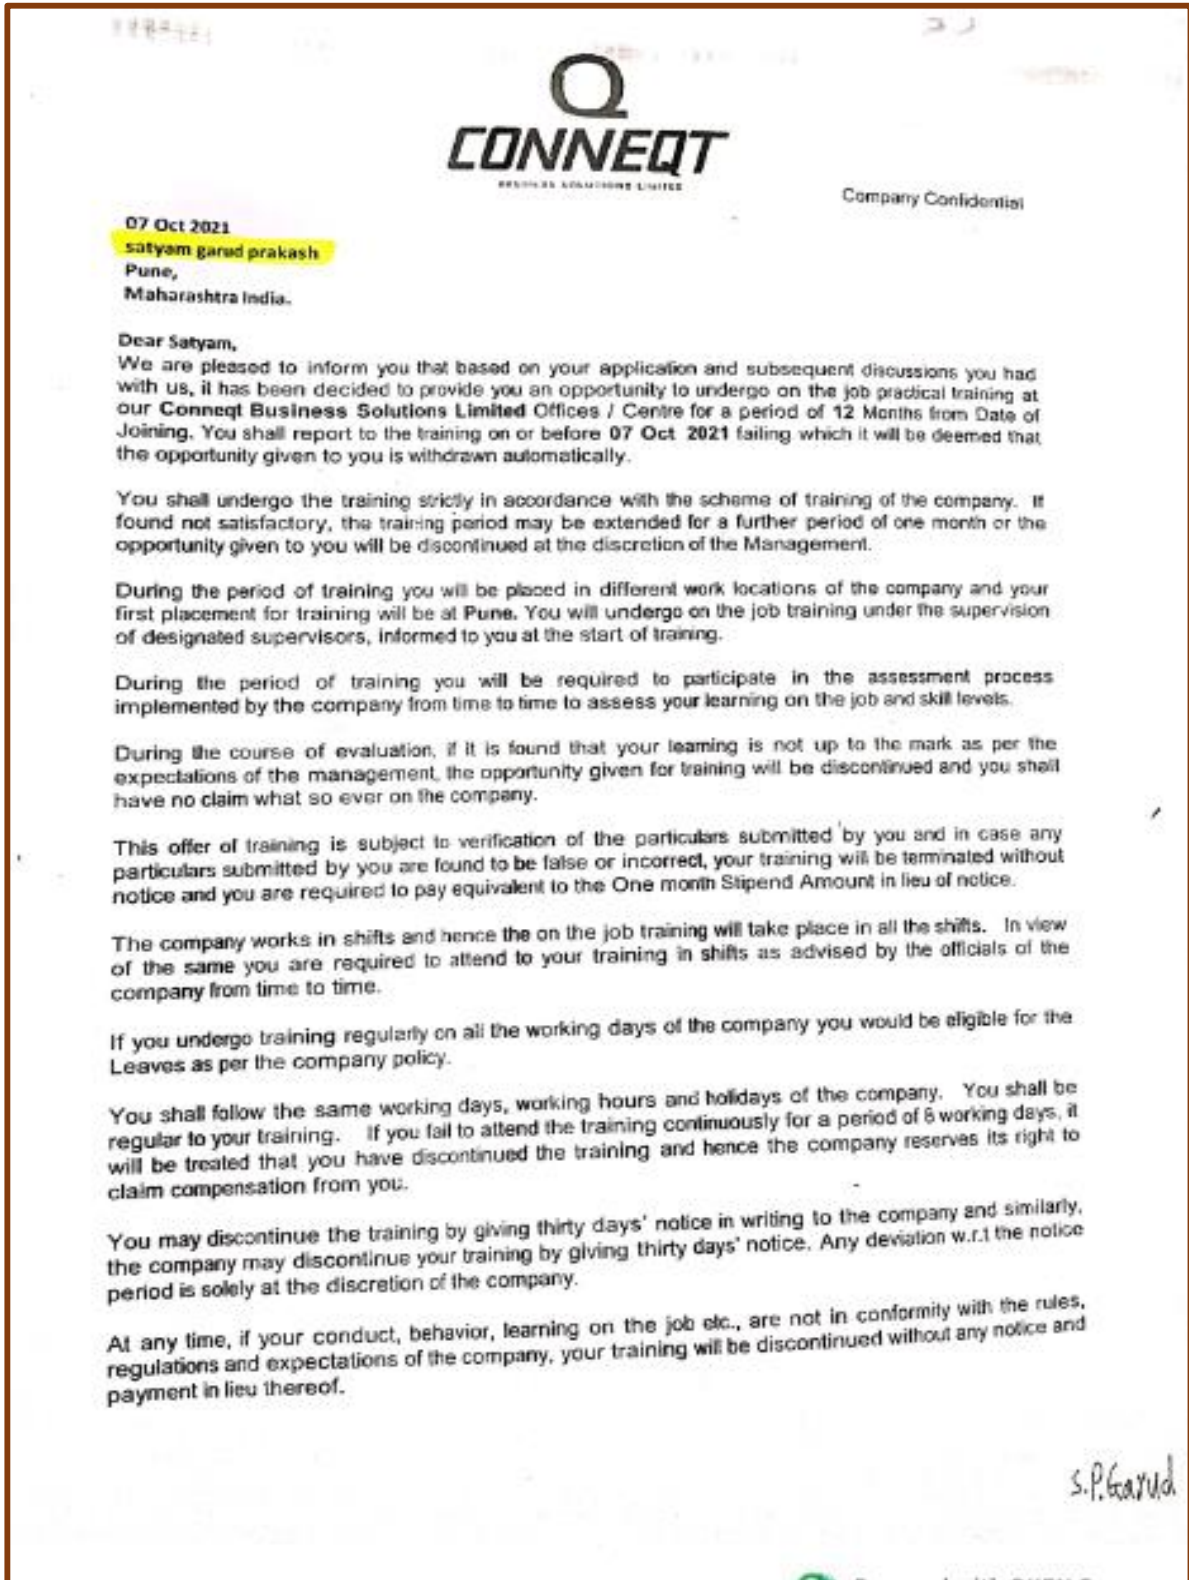 Q
CONNEQT
BUSINESS SOLUTIONS LIMITED
Company Confidential
07 Oct 2021
satyam garud prakash
Pune,
Maharashtra India.
Dear Satyam,
We are pleased to inform you that based on your application and subsequent discussions you had
with us, it has been decided to provide you an opportunity to undergo on the job practical training at
our Conneqt Business Solutions Limited Offices / Centre for a period of 12 Months from Date of
Joining. You shall report to the training on or before 07 Oct 2021 failing which it will be deemed that
the opportunity given to you is withdrawn automatically.
You shall undergo the training strictly in accordance with the scheme of training of the company. If
found not satisfactory, the training period may be extended for a further period of one month or the
opportunity given to you will be discontinued at the discretion of the Management.
During the period of training you will be placed in different work locations of the company and your
first placement for training will be at Pune. You will undergo on the job training under the supervision
of designated supervisors, informed to you at the start of training.
During the period of training you will be required to participate in the assessment process
implemented by the company from time to time to assess your learning on the job and skill levels.
During the course of evaluation, if it is found that your learning is not up to the mark as per the
expectations of the management, the opportunity given for training will be discontinued and you shall
have no claim what so ever on the company.
This offer of training is subject to verification of the particulars submitted by you and in case any
particulars submitted by you are found to be false or incorrect, your training will be terminated without
notice and you are required to pay equivalent to the One month Stipend Amount in lieu of notice.
The company works in shifts and hence the on the job training will take place in all the shifts. In view
of the same you are required to attend to your training in shifts as advised by the officials of the
company from time to time.
If you undergo training regularly on all the working days of the company you would be eligible for the
Leaves as per the company policy.
You shall follow the same working days, working hours and holidays of the company. You shall be
regular to your training. If you fail to attend the training continuously for a period of 6 working days, it
will be treated that you have discontinued the training and hence the company reserves its right to
claim compensation from you.
You may discontinue the training by giving thirty days' notice in writing to the company and similarly,
the company may discontinue your training by giving thirty days' notice. Any deviation w.r.t the notice
period is solely at the discretion of the company.
At any time, if your conduct, behavior, learning on the job etc., are not in conformity with the rules,
regulations and expectations of the company, your training will be discontinued without any notice and
payment in lieu thereof.
S.P.Garud